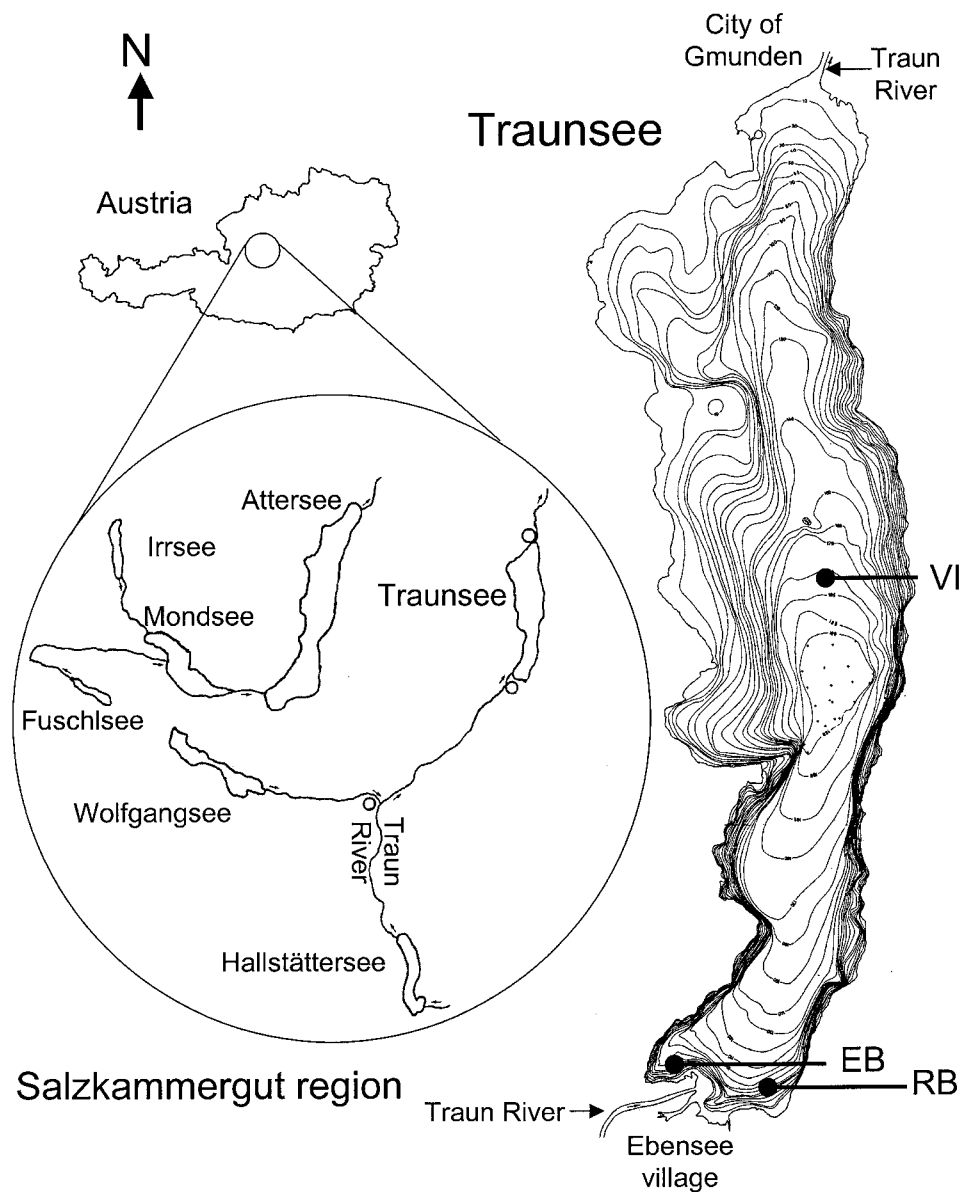 City of
Gmunden
Traun
River
N
Traunsee
Austria
Attersee
Irrsee
Traunsee
Mondsee
VI
Fuschlsee
Wolfgangsee
Traun
River
Hallstättersee
EB
RB
Salzkammergut region
Traun River
Ebensee
village